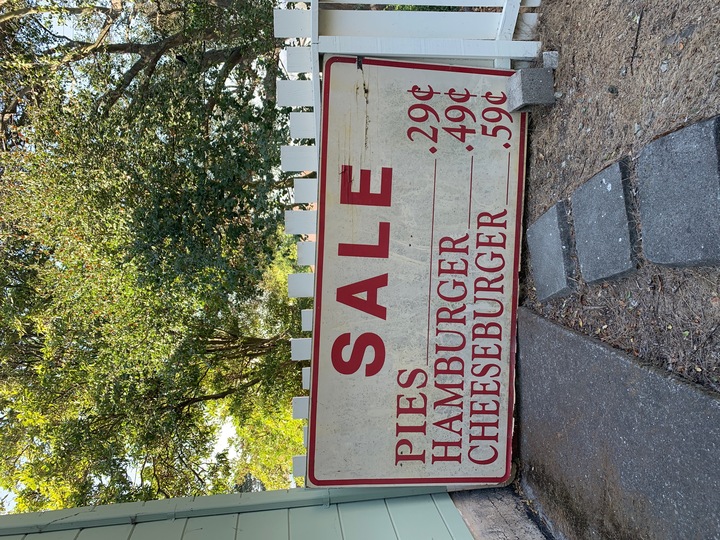 SALE
PIES .29¢
HAMBURGER .49¢
CHEESEBURGER .59¢